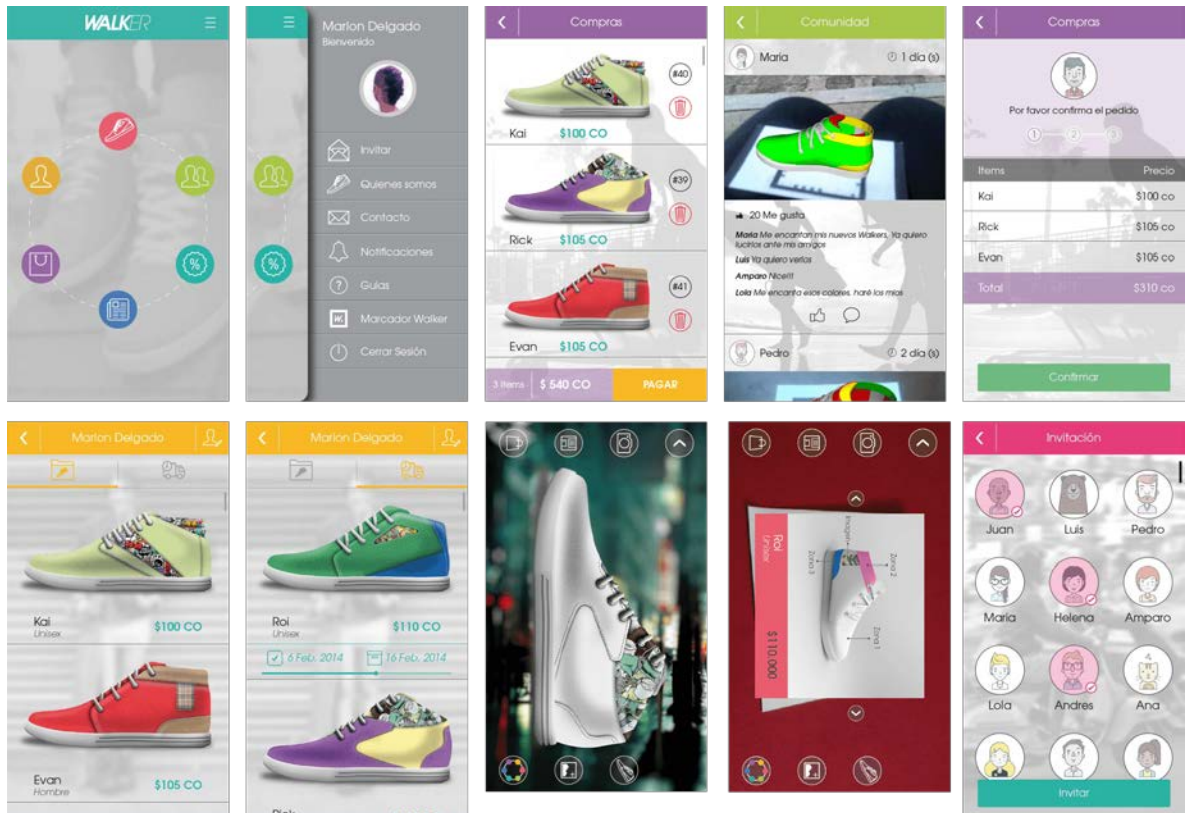 WALKER
Marlon Delgado
Bienvenido
Invitar
Quienes somos
Contacto
Notificaciones
Guias
Marcador Walker
Cerrar Sesión
Compras
#40
Kai $100 CO
#39
Rick $105 CO
#41
Evan $105 CO
3 Items $ 540 CO PAGAR
Comunidad
Maria 1 día (s)
20 Me gusta
Maria Me encantan mis nuevos Walkers, Ya quiero
lucirlos ante mis amigos
Luis Ya quiero verlos
Amparo Nice!!!
Lola Me encanta esos colores, haré los mios
Pedro 2 día (s)
Compras
Por favor confirma el pedido
1 2 3
Items Precio
Kai $100 co
Rick $105 co
Evan $105 co
Total $310 co
Confirmar
Marlon Delgado
Kai
Unisex $100 CO
Evan
Hombre $105 CO
Marlon Delgado
Roi
Unisex $110 CO
6 Feb. 2014 16 Feb. 2014
Rick
Roi
Unisex
$110.000
Imagen
Zona 3
Zona 2
Zona 1
Invitación
Juan Luis Pedro
Maria Helena Amparo
Lola Andres Ana
Invitar